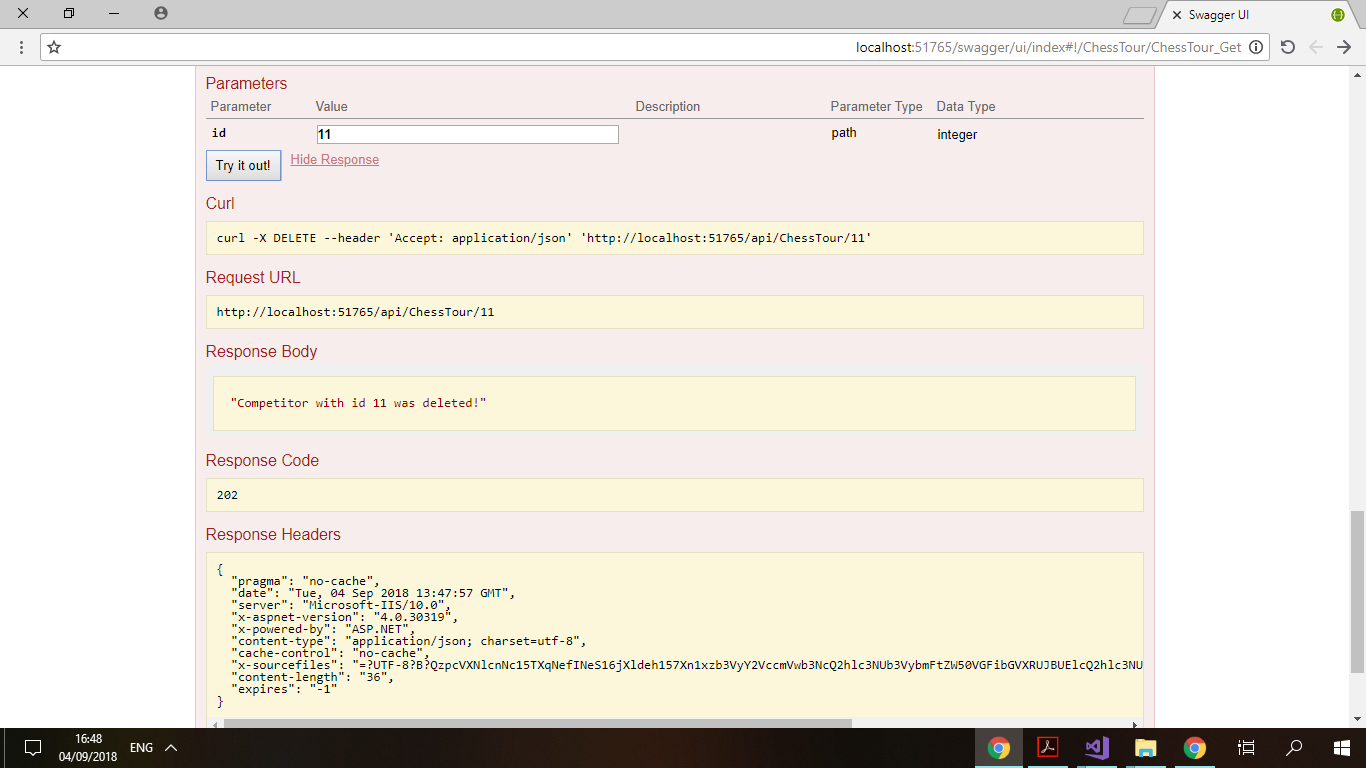 Swagger UI
localhost:51765/swagger/ui/index#!/ChessTour/ChessTour_Get
Parameters
Parameter Value Description Parameter Type Data Type
id 11 path integer
Try it out! Hide Response
Curl
curl -X DELETE --header 'Accept: application/json' 'http://localhost:51765/api/ChessTour/11'
Request URL
http://localhost:51765/api/ChessTour/11
Response Body
"Competitor with id 11 was deleted!"
Response Code
202
Response Headers
{
"pragma": "no-cache",
"date": "Tue, 04 Sep 2018 13:47:57 GMT",
"server": "Microsoft-IIS/10.0",
"x-aspnet-version": "4.0.30319",
"x-powered-by": "ASP.NET",
"content-type": "application/json; charset=utf-8",
"cache-control": "no-cache",
"x-sourcefiles":
"content-length": "36",
"expires": "-1"
}
16:48
04/09/2018
ENG